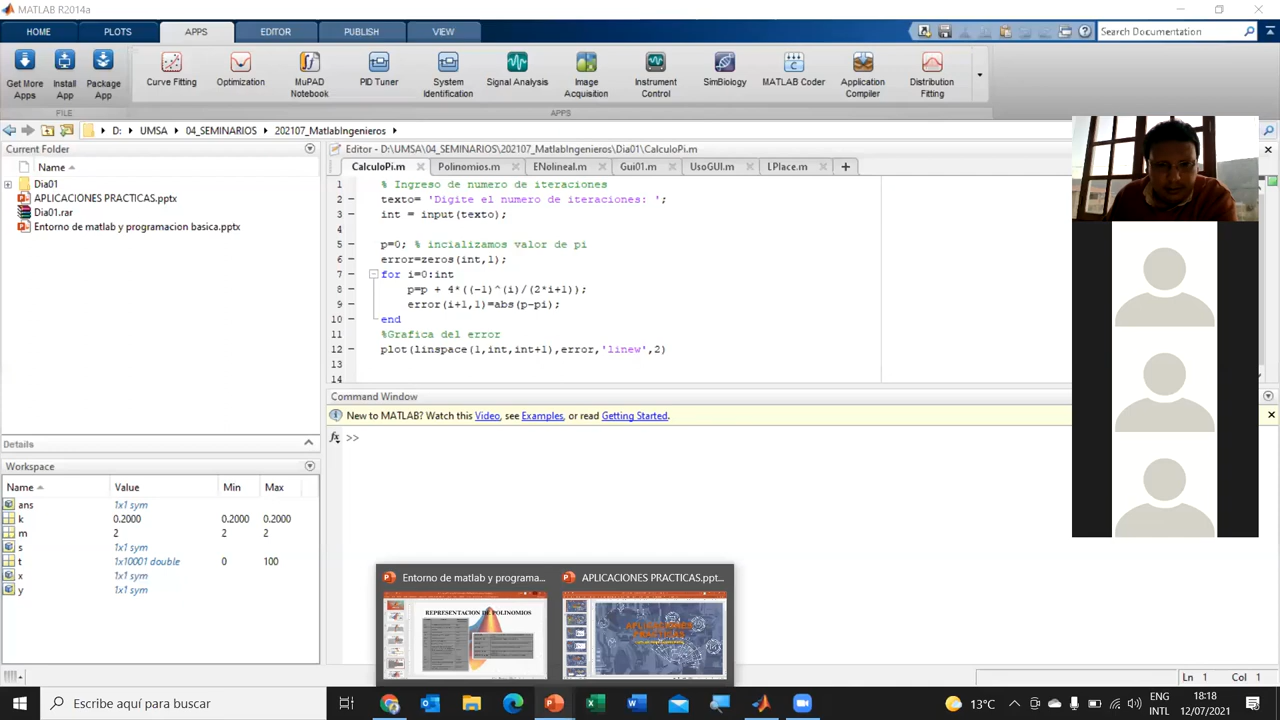 MATLAB R2014a
HOME PLOTS APPS EDITOR PUBLISH VIEW Search Documentation
Get More Apps
Install App
Package App
Curve Fitting
Optimization
MuPAD Notebook
PID Tuner
System Identification
Signal Analysis
Image Acquisition
Instrument Control
SimBiology
MATLAB Coder
Application Compiler
Distribution Fitting
FILE APPS
D: UMSA 04_SEMINARIOS 202107_MatlabIngenieros
Current Folder
Name
Dia01
APLICACIONES PRACTICAS.pptx
Dia01.rar
Entorno de matlab y programacion basica.pptx
Details
Workspace
Name Value Min Max
ans 1x1 sym
k 0.2000 0.2000 0.2000
m 2 2 2
s 1x1 sym
t 1x10001 double 0 100
x 1x1 sym
y 1x1 sym
Editor - D:\UMSA\04_SEMINARIOS\202107_MatlabIngenieros\Dia01\CalculoPi.m
CalculoPi.m Polinomios.m ENolineal.m Gui01.m UsoGUI.m LPlace.m
1 % Ingreso de numero de iteraciones
2 texto= 'Digite el numero de iteraciones: ';
3 int = input(texto);
4
5 p=0; % incializamos valor de pi
6 error=zeros(int,1);
7 for i=0:int
8 p=p + 4*((-1)^(i)/(2*i+1));
9 error(i+1,1)=abs(p-pi);
10 end
11 %Grafica del error
12 plot(linspace(1,int,int+1),error,'linew',2)
13
14
Command Window
New to MATLAB? Watch this Video, see Examples, or read Getting Started.
fx >>
Entorno de matlab y programa...
APLICACIONES PRACTICAS.ppt...
REPRESENTACION DE POLINOMIOS
APLICACIONES
PRACTICAS
Ln 1 Col 1
Escribe aquí para buscar
13°C
ENG
INTL
18:18
12/07/2021